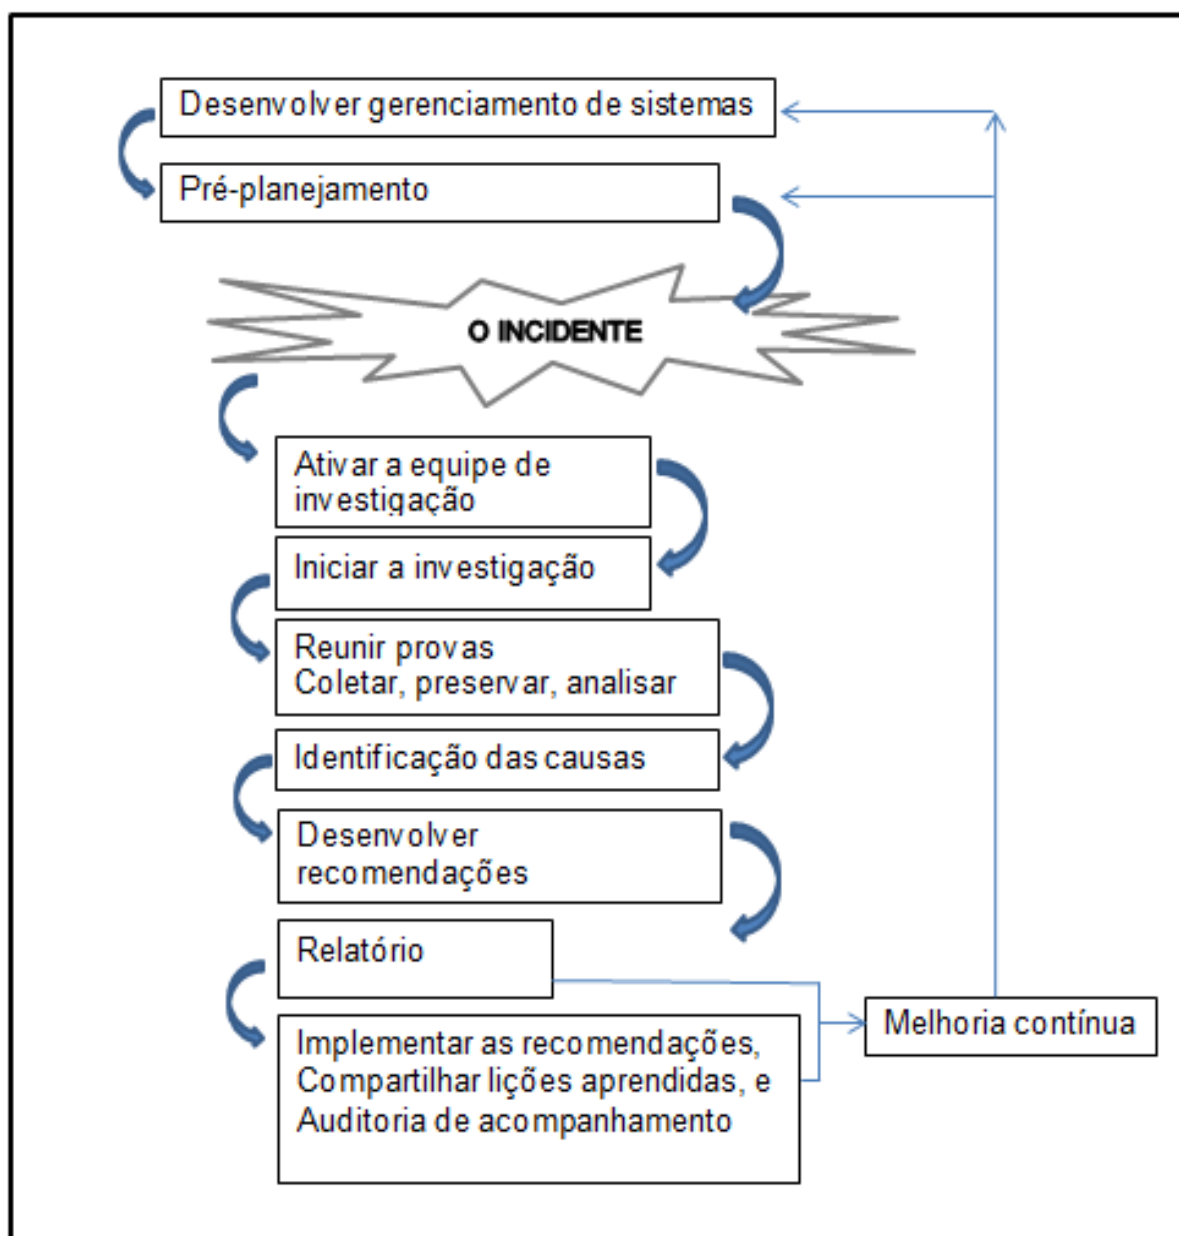 Desenvolver gerenciamento de sistemas
Pré-planejamento
O INCIDENTE
Ativar a equipe de
investigação
Iniciar a investigação
Reunir provas
Coletar, preservar, analisar
Identificação das causas
Desenvolver
recomendações
Relatório
Melhoria contínua
Implementar as recomendações,
Compartilhar lições aprendidas, e
Auditoria de acompanhamento